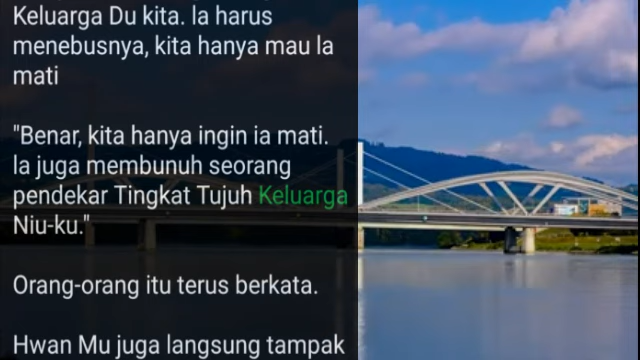 Keluarga Du kita. Ia harus
menebusnya, kita hanya mau Ia
mati
"Benar, kita hanya ingin ia mati.
Ia juga membunuh seorang
pendekar Tingkat Tujuh Keluarga
Niu-ku."
Orang-orang itu terus berkata.
Hwan Mu juga langsung tampak